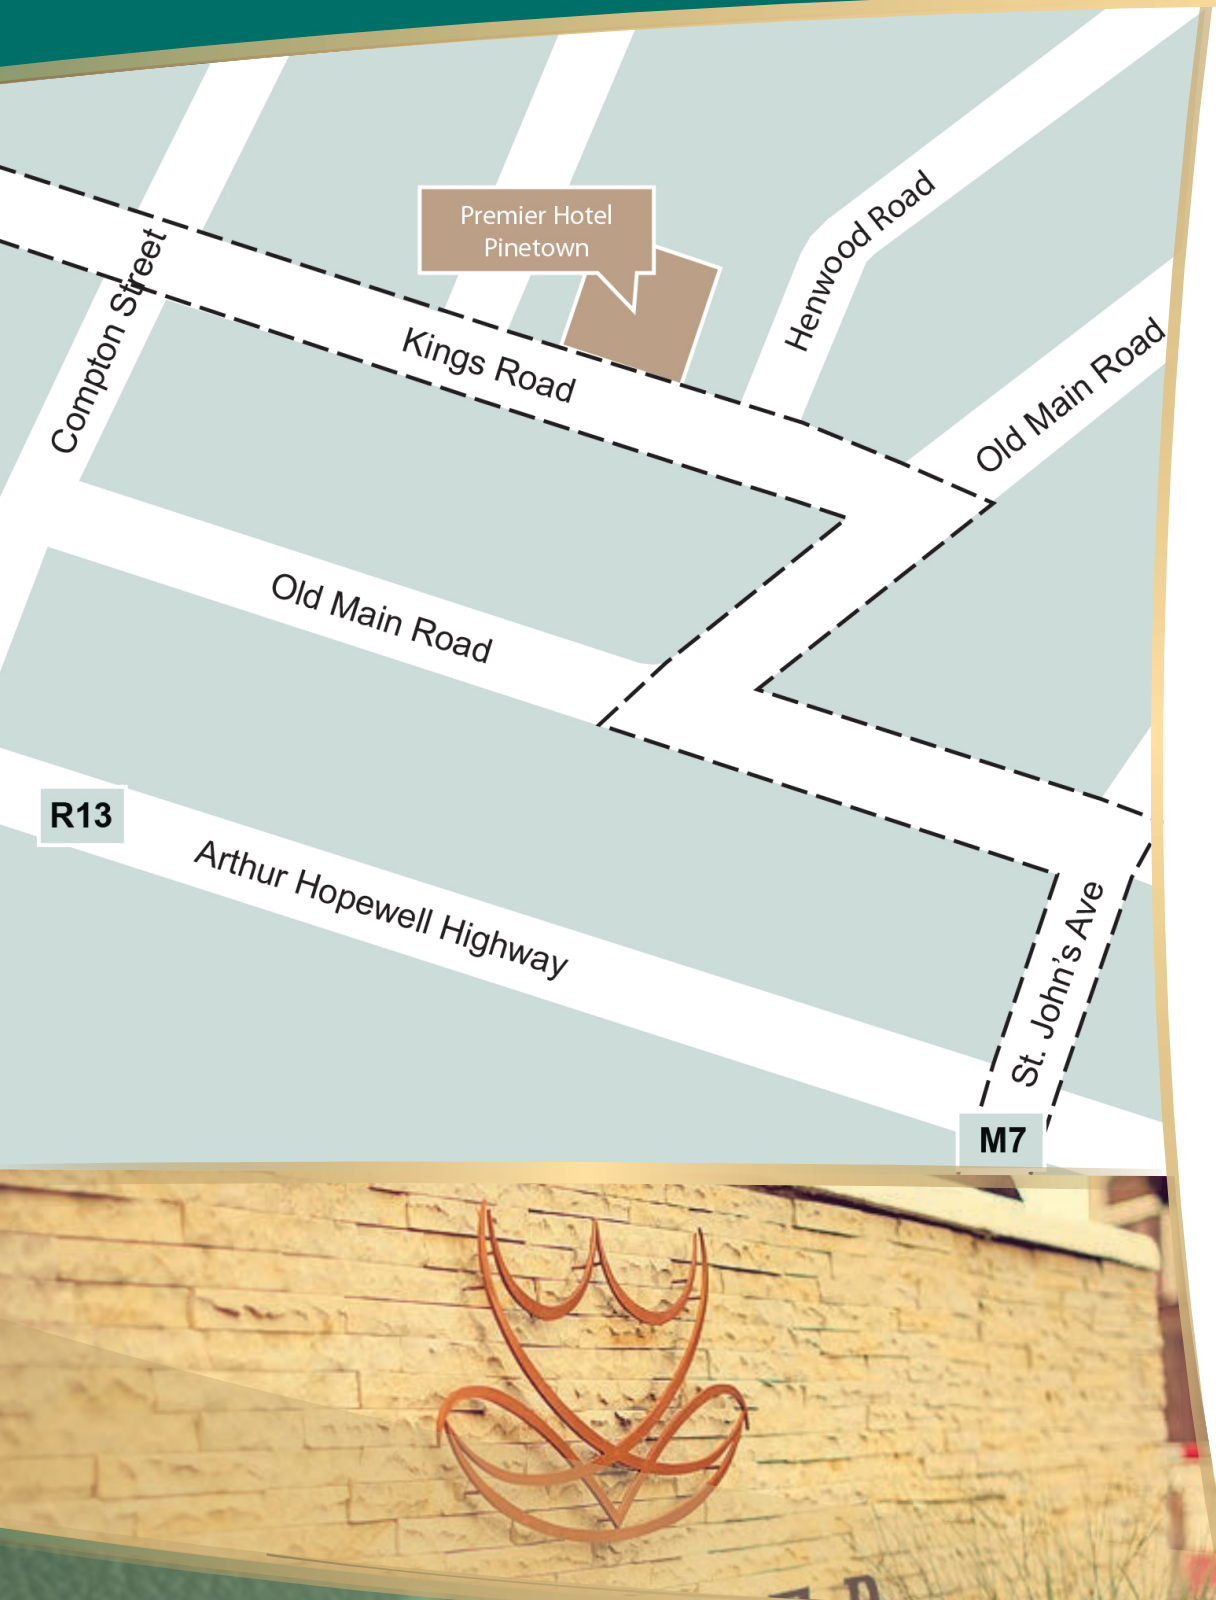 Premier Hotel
Pinetown
Henwood Road
Compton Street
Kings Road
Old Main Road
Old Main Road
R13
Arthur Hopewell Highway
St. John's Ave
M7